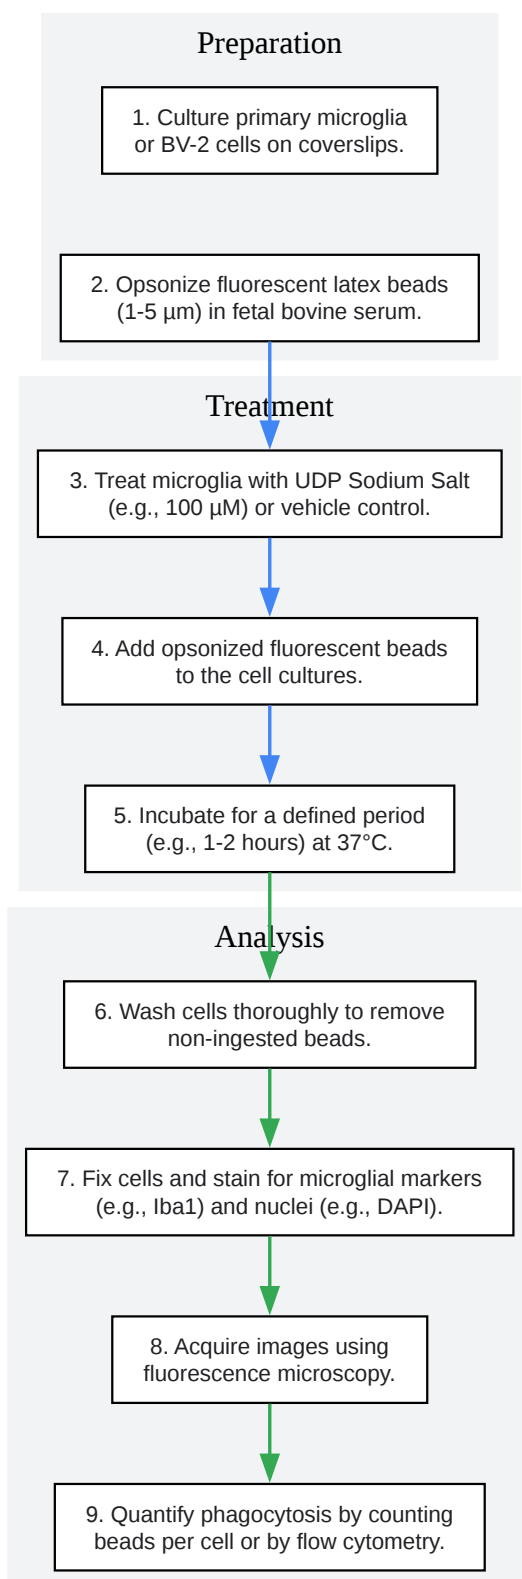 Preparation
1. Culture primary microglia
or BV-2 cells on coverslips.
2. Opsonize fluorescent latex beads
(1-5 µm) in fetal bovine serum.
Treatment
3. Treat microglia with UDP Sodium Salt
(e.g., 100 µM) or vehicle control.
4. Add opsonized fluorescent beads
to the cell cultures.
5. Incubate for a defined period
(e.g., 1-2 hours) at 37°C.
Analysis
6. Wash cells thoroughly to remove
non-ingested beads.
7. Fix cells and stain for microglial markers
(e.g., Iba1) and nuclei (e.g., DAPI).
8. Acquire images using
fluorescence microscopy.
9. Quantify phagocytosis by counting
beads per cell or by flow cytometry.